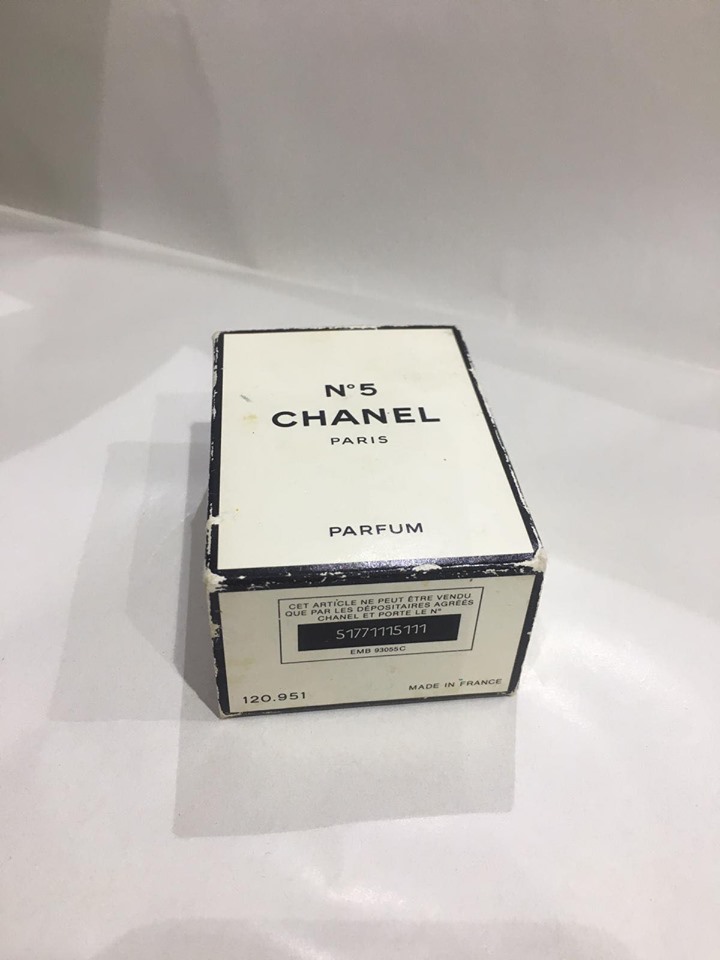 N°5
CHANEL
PARIS
PARFUM
CET ARTICLE NE PEUT ÊTRE VENDU
QUE PAR LES DÉPOSITAIRES AGRÉÉS
CHANEL ET PORTE LE N°
51771115111
EMB 93055C
120.951
MADE IN FRANCE